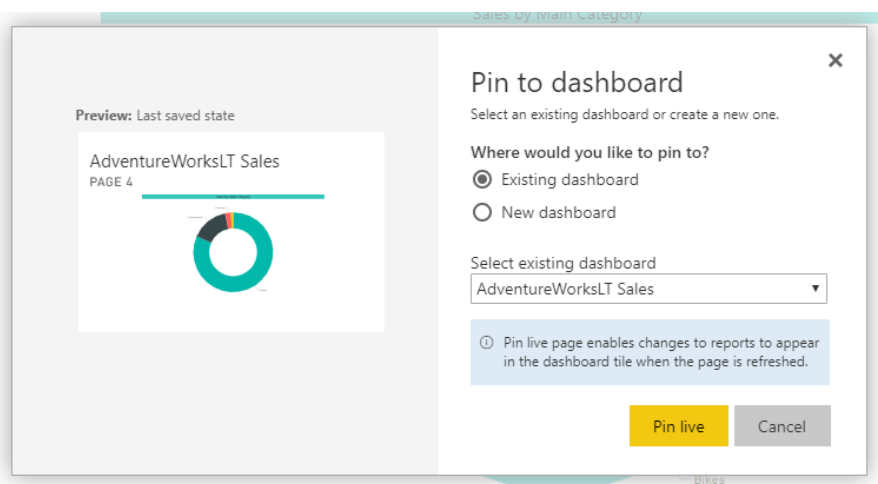 Sales by Main Category
Pin to dashboard
Select an existing dashboard or create a new one.
Preview: Last saved state
Where would you like to pin to?
AdventureWorksLT Sales
PAGE 4
Existing dashboard
New dashboard
Select existing dashboard
AdventureWorksLT Sales
Pin live page enables changes to reports to appear
in the dashboard tile when the page is refreshed.
Pin live
Cancel
Bikes